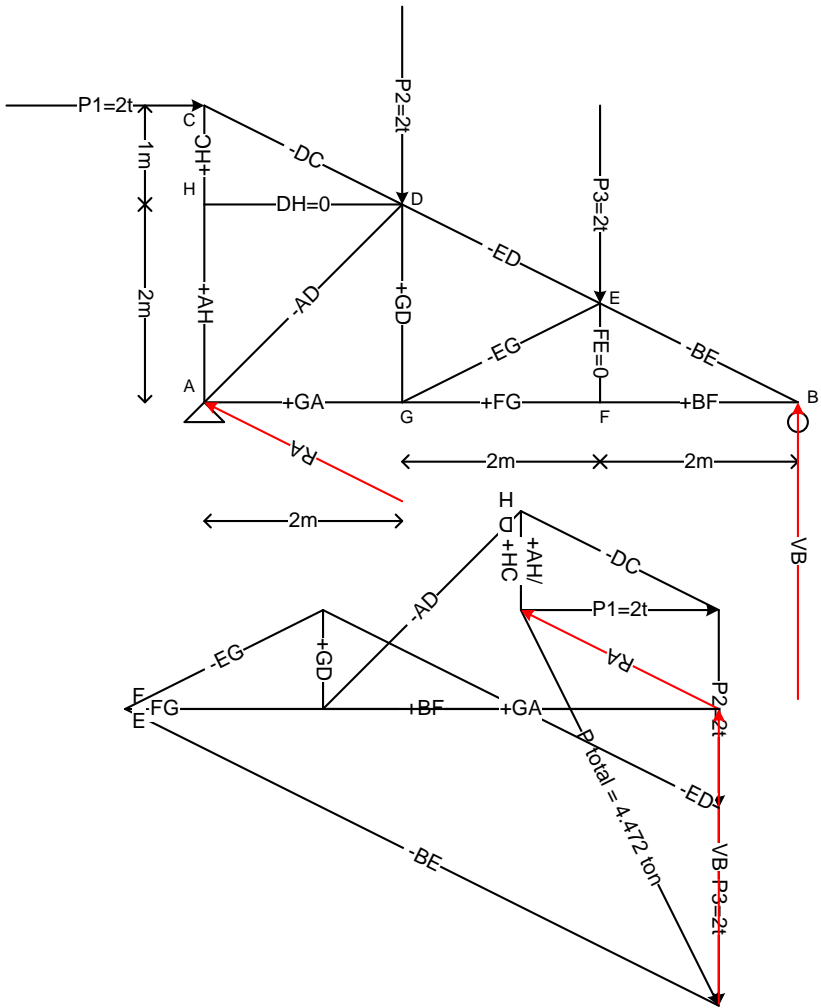 P1=2t
C
1m
+HC
H
-DC
P2=2t
DH=0
D
P3=2t
2m
+AH
-AD
+GD
-ED
E
A
-EG
FE=0
-BE
+GA
G
+FG
F
+BF
B
RA
2m
2m
2m
VB
H
D
+AH/
+HC
-DC
-AD
P1=2t
RA
-EG
+GD
P2=2t
F
E
-FG
+BF
+GA
-ED
P total = 4.472 ton
-BE
VB
P3=2t